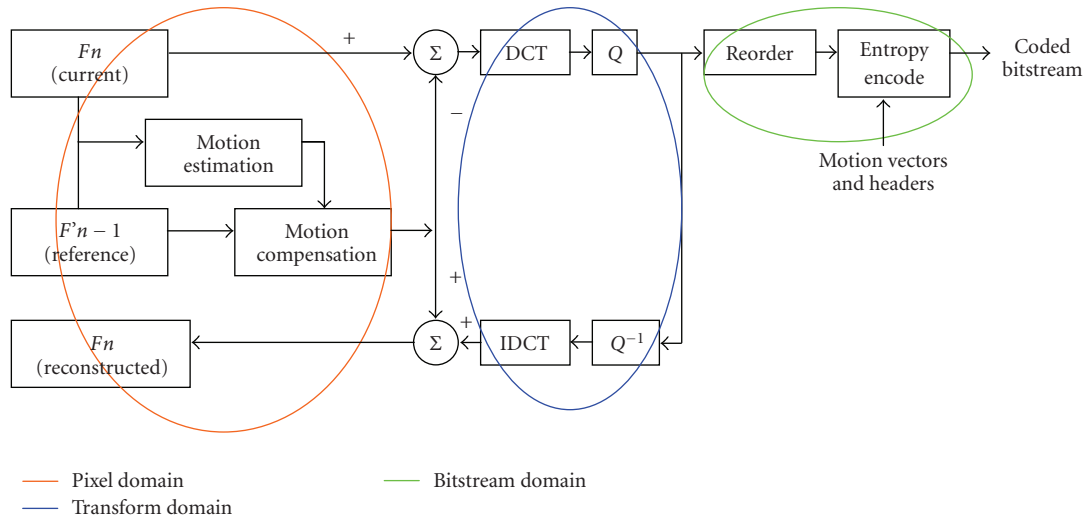 Fn
(current)
+
Σ
DCT
Q
Reorder
Entropy
encode
Coded
bitstream
−
Motion
estimation
Motion vectors
and headers
F'n − 1
(reference)
Motion
compensation
+
+
Fn
(reconstructed)
Σ
IDCT
Q⁻¹
Pixel domain
Transform domain
Bitstream domain